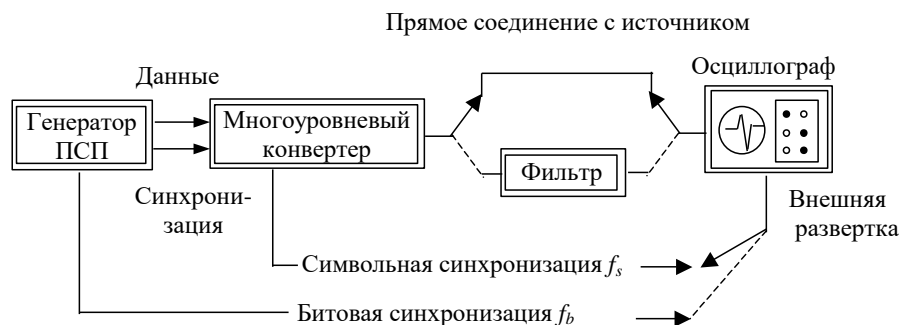 Прямое соединение с источником
Данные
Осциллограф
Генератор
ПСП
Многоуровневый
конвертер
Фильтр
Синхрони-
зация
Внешняя
развертка
Символьная синхронизация fs
Битовая синхронизация fb